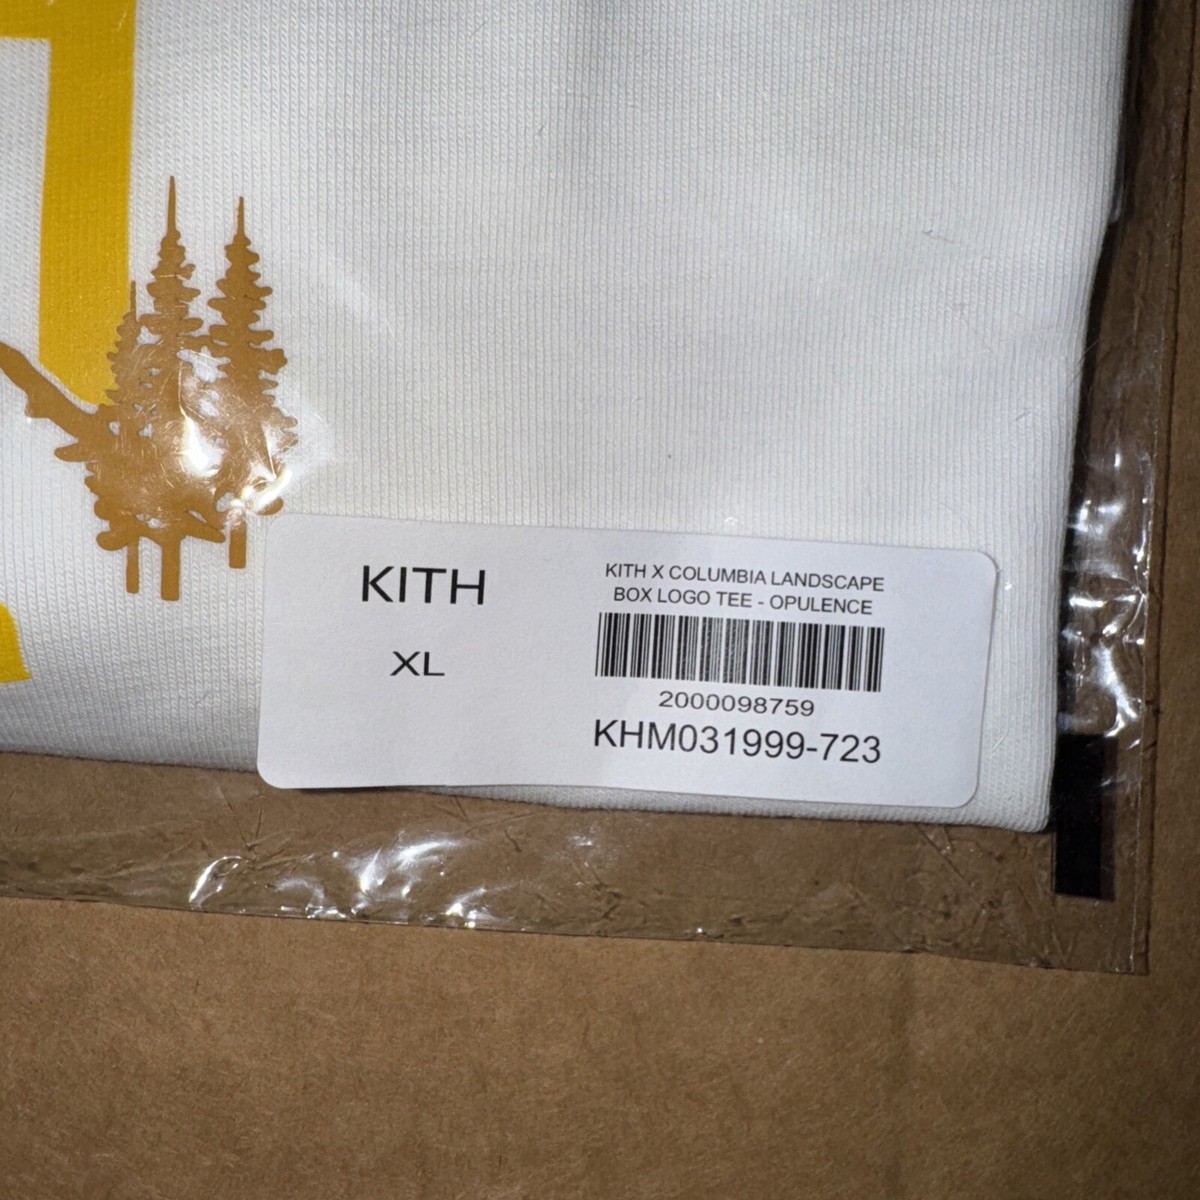 KITH
XL
KITH X COLUMBIA LANDSCAPE
BOX LOGO TEE - OPULENCE
2000098759
KHM031999-723